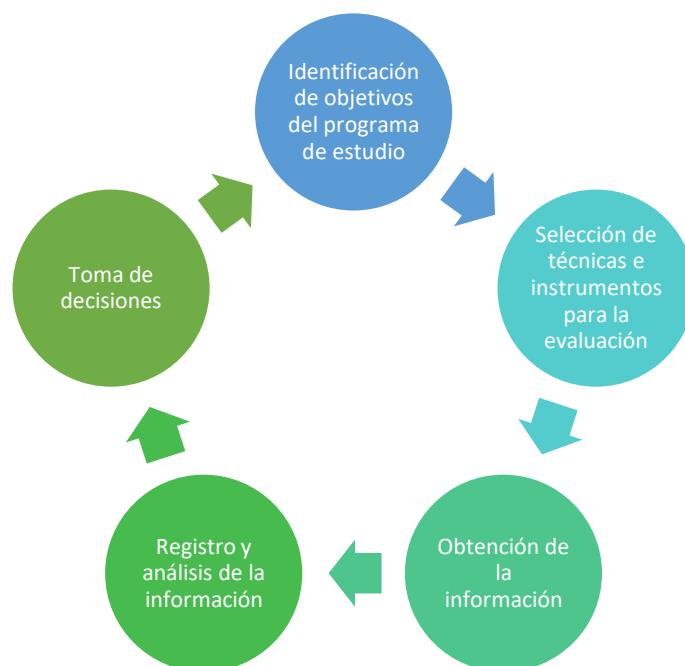 Identificación
de objetivos
del programa
de estudio
Selección de
técnicas e
instrumentos
para la
evaluación
Obtención de
la
información
Registro y
análisis de la
información
Toma de
decisiones